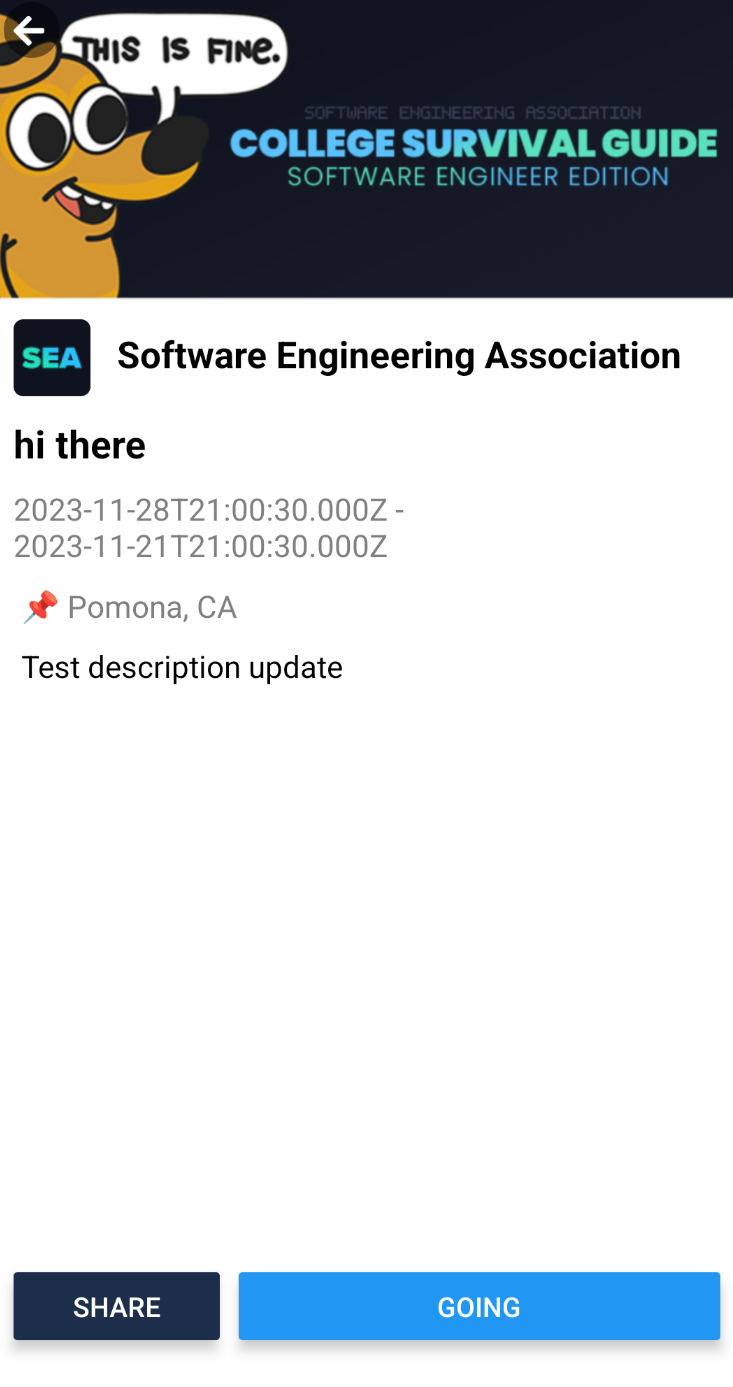 THIS IS FINE.
SOFTWARE ENGINEERING ASSOCIATION
COLLEGE SURVIVAL GUIDE
SOFTWARE ENGINEER EDITION
SEA
Software Engineering Association
hi there
2023-11-28T21:00:30.000Z -
2023-11-21T21:00:30.000Z
Pomona, CA
Test description update
SHARE
GOING